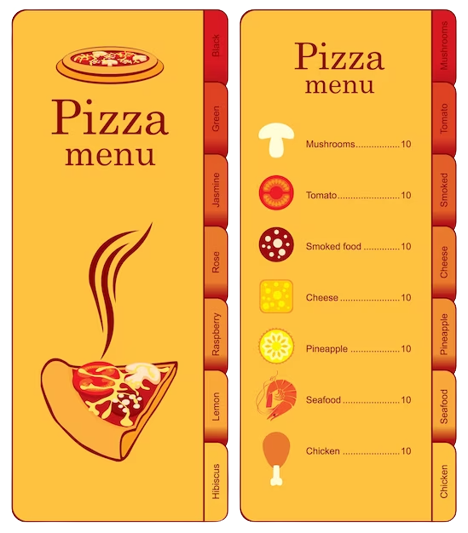 Pizza
menu
Black
Green
Jasmine
Rose
Raspberry
Lemon
Hibiscus
Pizza
menu
Mushrooms................. 10
Tomato....................... 10
Smoked food .............. 10
Cheese ...................... 10
Pineapple ................... 10
Seafood ..................... 10
Chicken ..................... 10
Mushrooms
Tomato
Smoked
Cheese
Pineapple
Seafood
Chicken